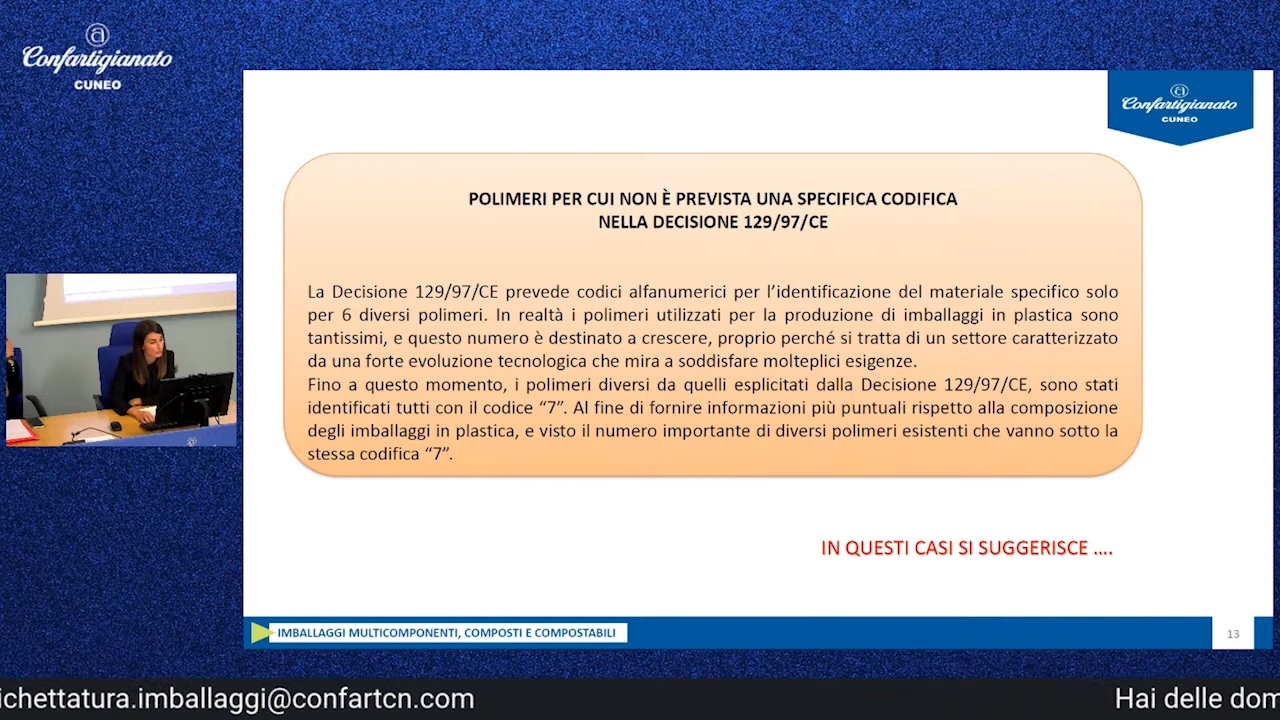 Confartigianato
CUNEO
Confartigianato
CUNEO
POLIMERI PER CUI NON È PREVISTA UNA SPECIFICA CODIFICA
NELLA DECISIONE 129/97/CE
La Decisione 129/97/CE prevede codici alfanumerici per l’identificazione del materiale specifico solo
per 6 diversi polimeri. In realtà i polimeri utilizzati per la produzione di imballaggi in plastica sono
tantissimi, e questo numero è destinato a crescere, proprio perché si tratta di un settore caratterizzato
da una forte evoluzione tecnologica che mira a soddisfare molteplici esigenze.
Fino a questo momento, i polimeri diversi da quelli esplicitati dalla Decisione 129/97/CE, sono stati
identificati tutti con il codice “7”. Al fine di fornire informazioni più puntuali rispetto alla composizione
degli imballaggi in plastica, e visto il numero importante di diversi polimeri esistenti che vanno sotto la
stessa codifica “7”.
IN QUESTI CASI SI SUGGERISCE ....
IMBALLAGGI MULTICOMPONENTI, COMPOSTI E COMPOSTABILI
13
ichettatura.imballaggi@confartcn.com
Hai delle dom